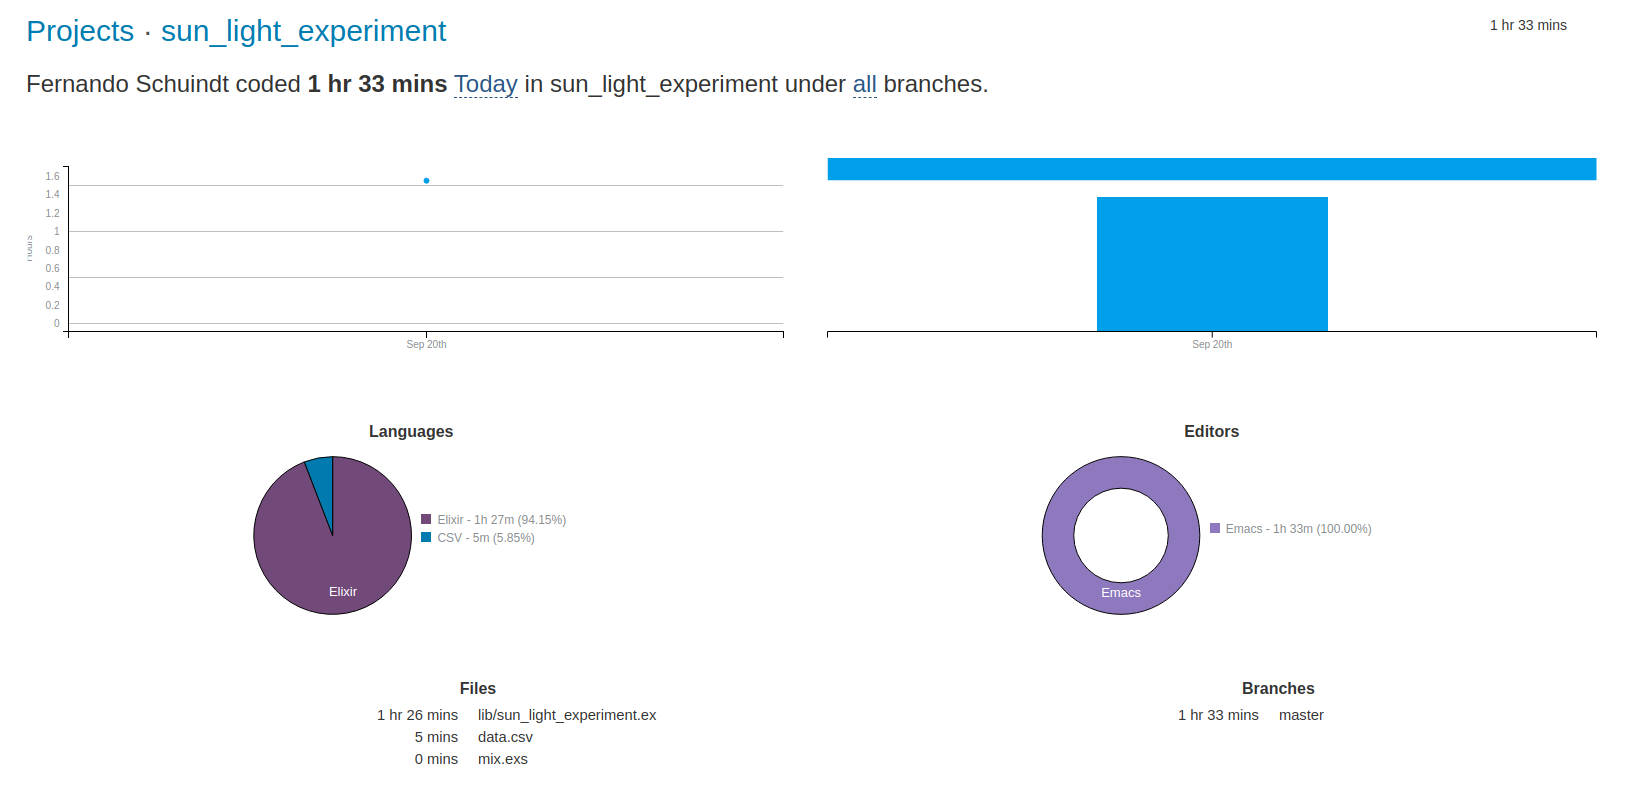 Projects · sun_light_experiment
1 hr 33 mins
Fernando Schuindt coded 1 hr 33 mins Today in sun_light_experiment under all branches.
1.6
1.4
1.2
1
0.8
0.6
0.4
0.2
0
Hours
Sep 20th
Sep 20th
Languages
Elixir - 1h 27m (94.15%)
CSV - 5m (5.85%)
Elixir
Editors
Emacs - 1h 33m (100.00%)
Emacs
Files
1 hr 26 mins lib/sun_light_experiment.ex
5 mins data.csv
0 mins mix.exs
Branches
1 hr 33 mins master